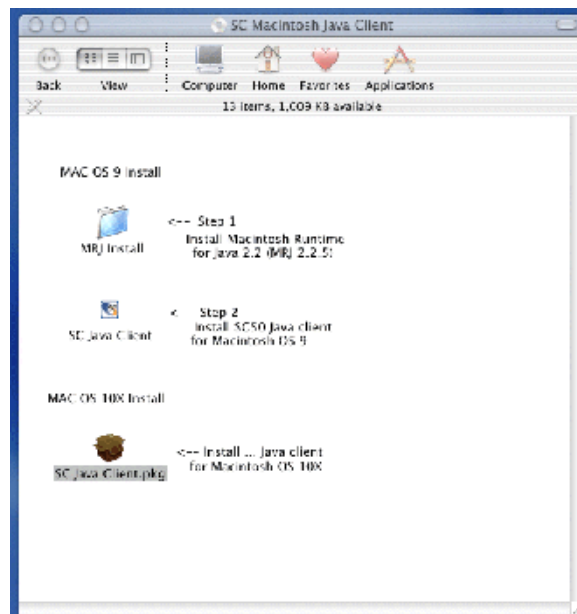 SC Macintosh Java Client
Back View Computer Home Favorites Applications
13 items, 1,009 KB available
MAC OS 9 Install
<-- Step 1
Install Macintosh Runtime
for Java 2.2 (MRJ 2.2.5)
MRJ Install
< Step 2
Install SC50 Java client
for Macintosh OS 9
SC Java Client
MAC OS 10X Install
<-- Install ... Java client
for Macintosh OS 10X
SC Java Client.pkg